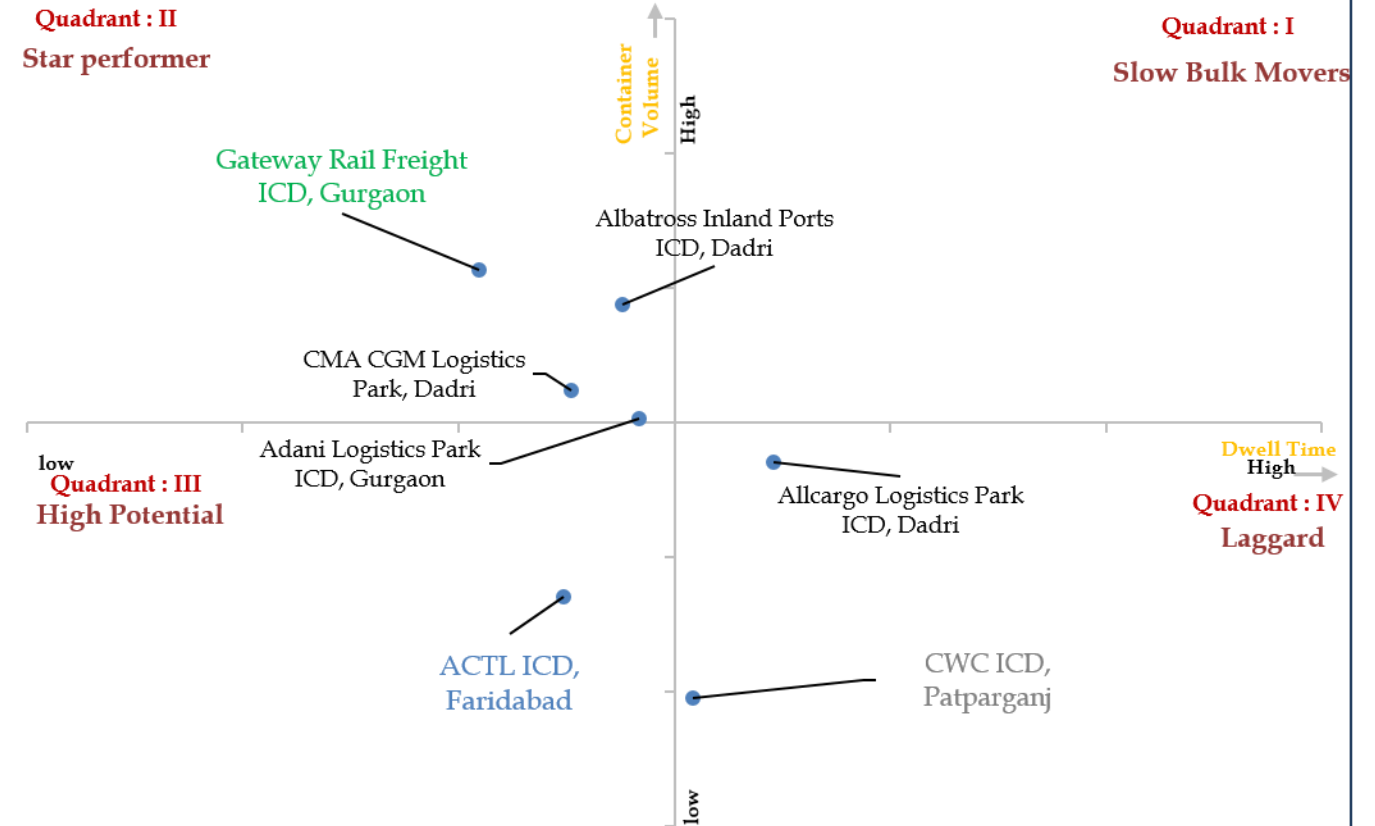 Quadrant : II
Star performer
Container
Volume
High
Quadrant : I
Slow Bulk Movers
Gateway Rail Freight
ICD, Gurgaon
Albatross Inland Ports
ICD, Dadri
CMA CGM Logistics
Park, Dadri
Adani Logistics Park
ICD, Gurgaon
low
Quadrant : III
High Potential
Dwell Time
High
Quadrant : IV
Laggard
Allcargo Logistics Park
ICD, Dadri
ACTL ICD,
Faridabad
CWC ICD,
Patparganj
low